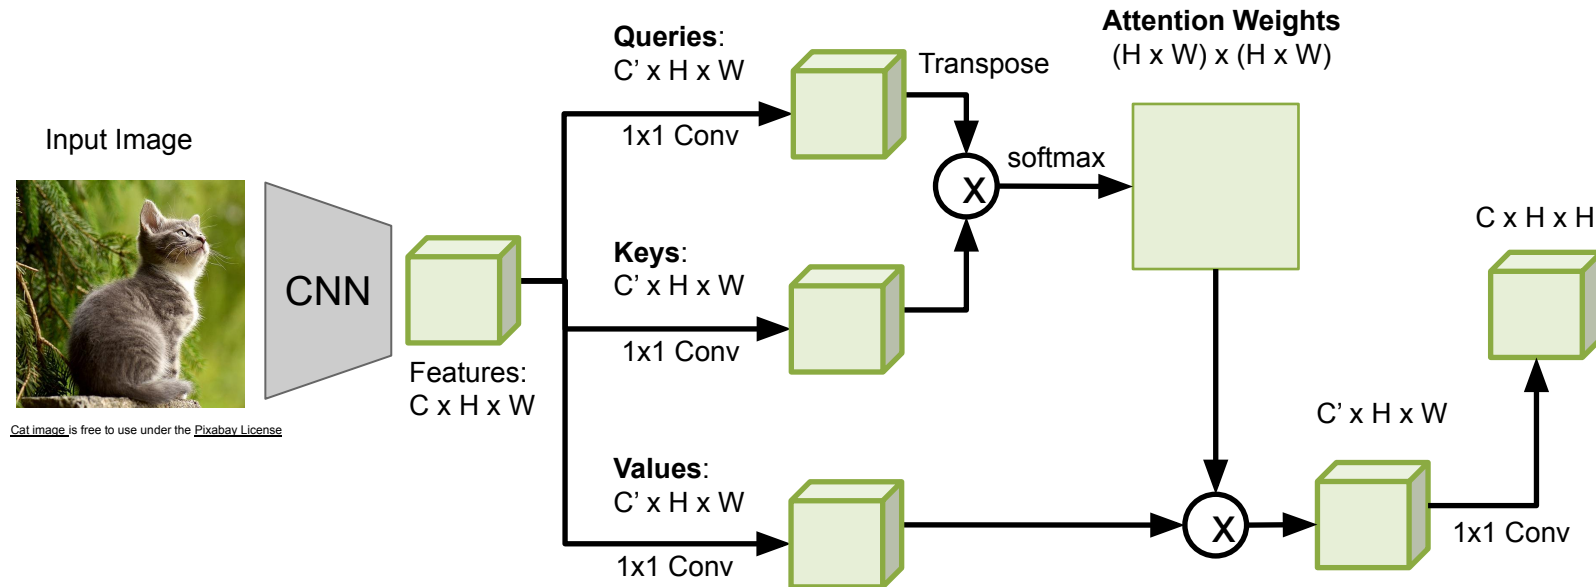 Input Image
Cat image is free to use under the Pixabay License
CNN
Features:
C x H x W
Queries:
C' x H x W
1x1 Conv
Keys:
C' x H x W
1x1 Conv
Values:
C' x H x W
1x1 Conv
Transpose
X
softmax
Attention Weights
(H x W) x (H x W)
X
C' x H x W
1x1 Conv
C x H x H